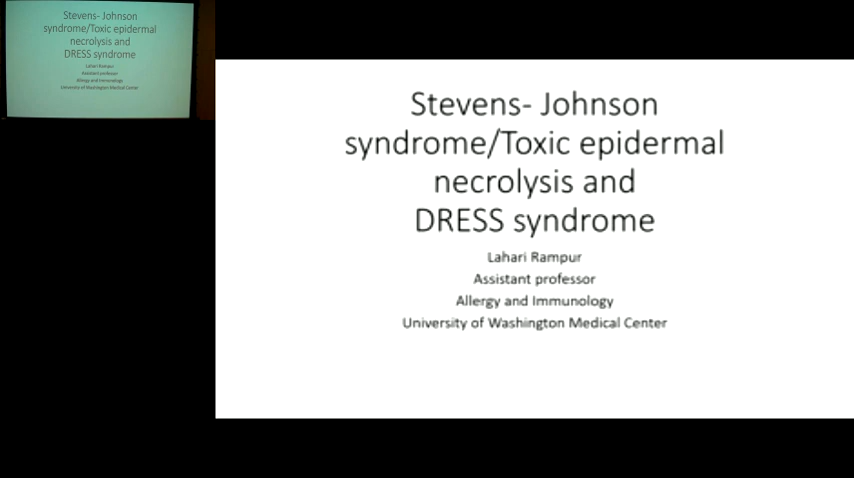 Stevens- Johnson
syndrome/Toxic epidermal
necrolysis and
DRESS syndrome
Lahari Rampur
Assistant professor
Allergy and Immunology
University of Washington Medical Center
Stevens- Johnson
syndrome/Toxic epidermal
necrolysis and
DRESS syndrome
Lahari Rampur
Assistant professor
Allergy and Immunology
University of Washington Medical Center